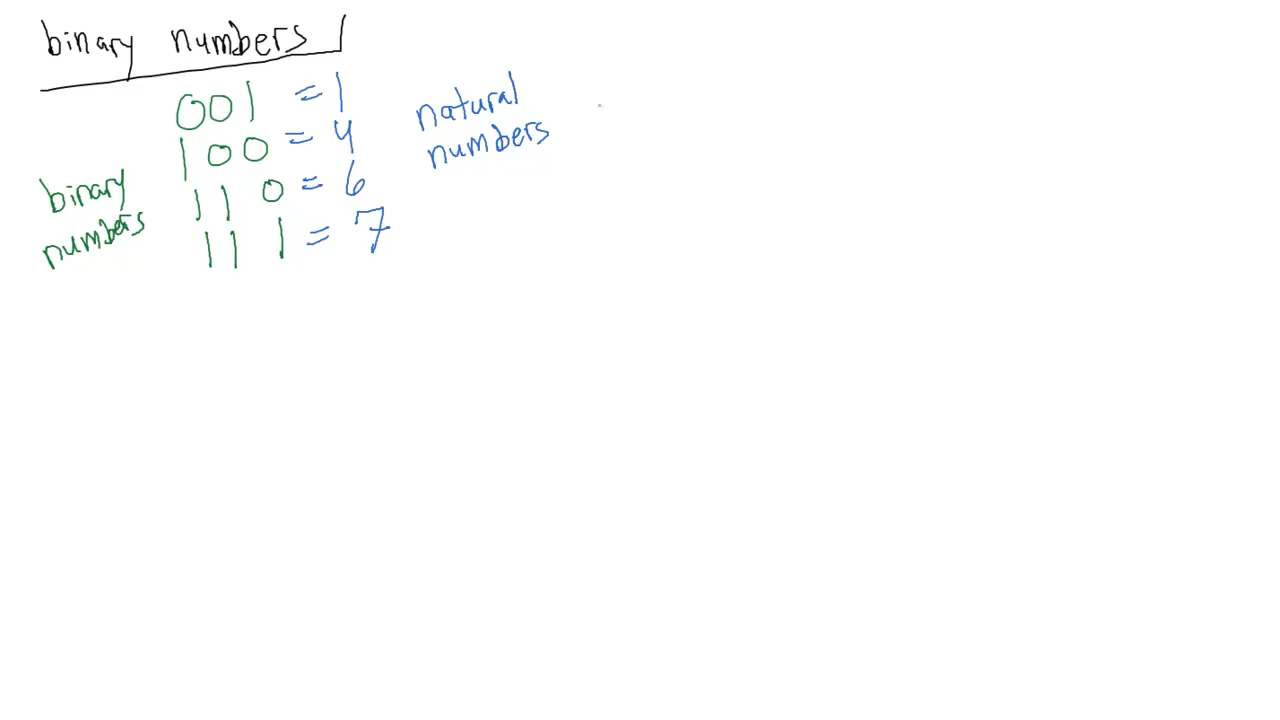 binary numbers
001 = 1
100 = 4
110 = 6
111 = 7
binary
numbers
natural
numbers